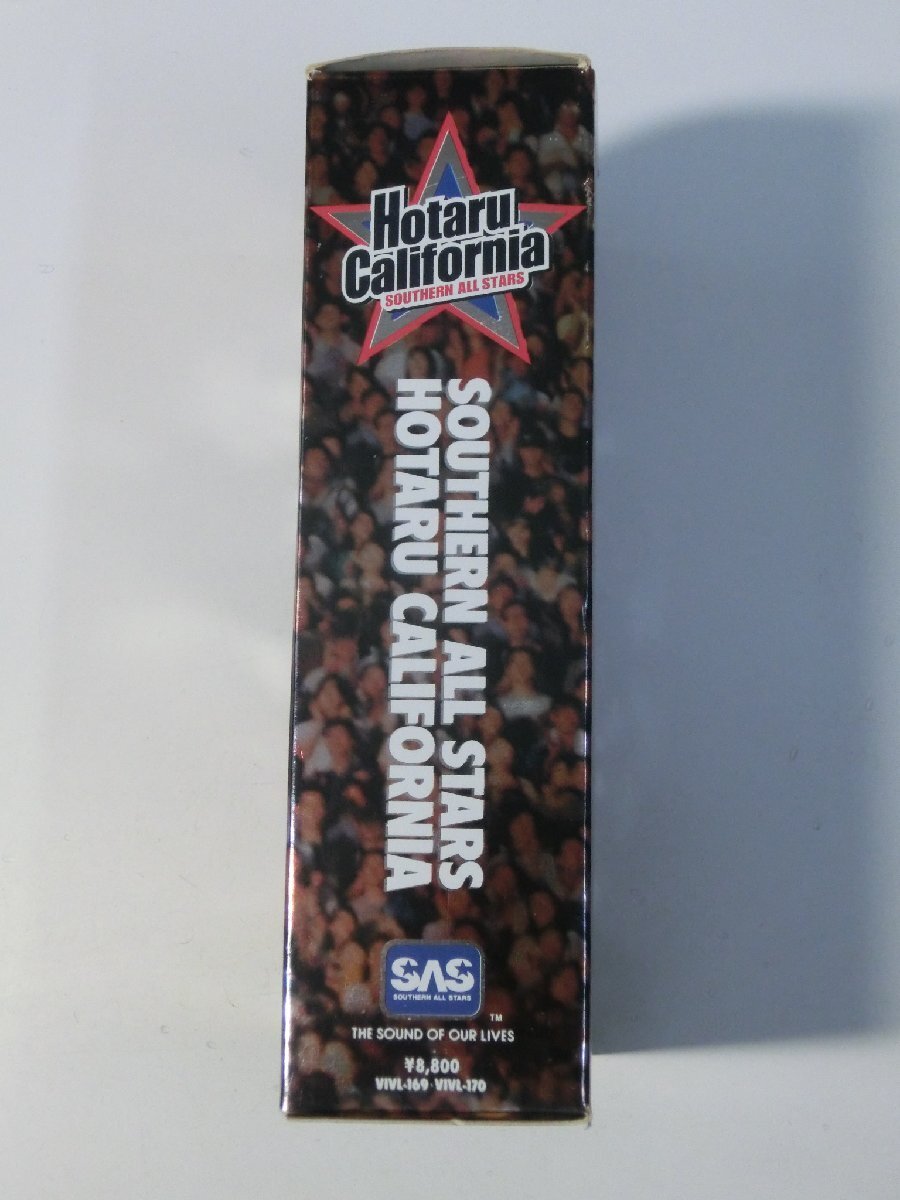 Hotaru
California
SOUTHERN ALL STARS
SOUTHERN ALL STARS
HOTARU CALIFORNIA
SAS
SOUTHERN ALL STARS
TM
THE SOUND OF OUR LIVES
¥8,800
VIVL-169・VIVL-170